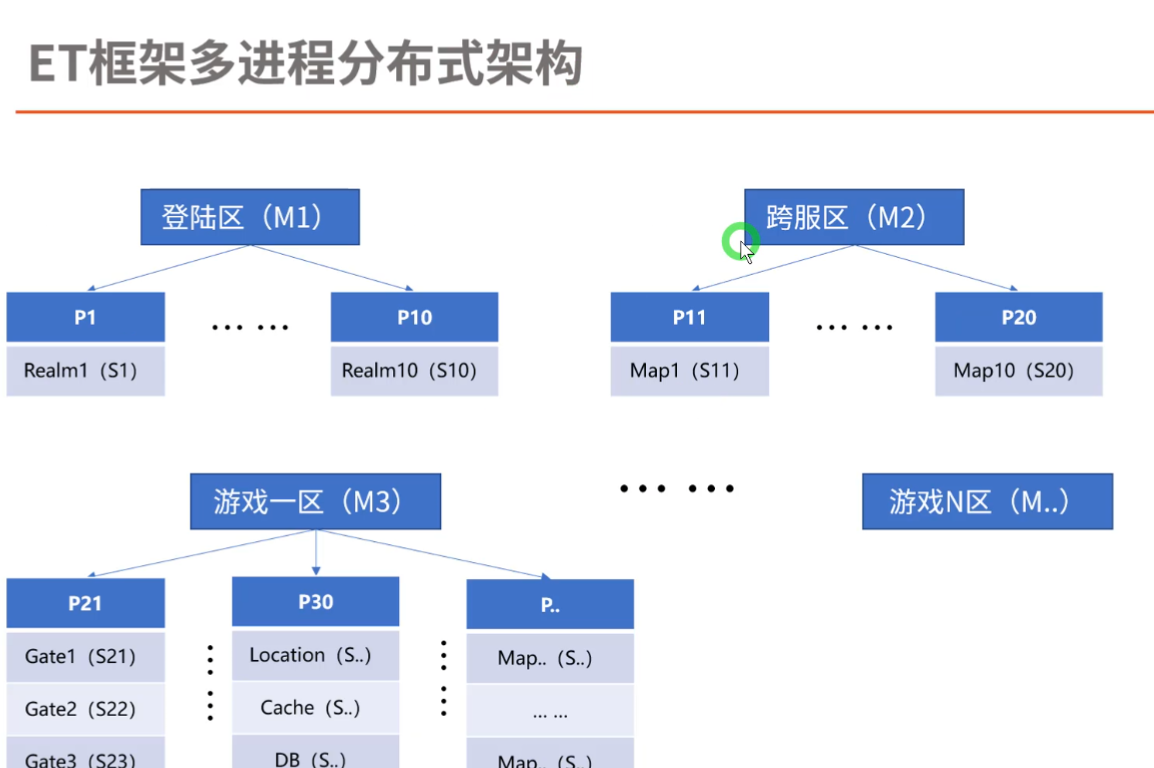 ET框架多进程分布式架构
登陆区（M1）
跨服区（M2）
P1
... ...
P10
P11
... ...
P20
Realm1（S1）
Realm10（S10）
Map1（S11）
Map10（S20）
游戏一区（M3）
... ...
游戏N区（M..）
P21
P30
P..
Gate1（S21）
Location（S..）
Map..（S..）
Gate2（S22）
Cache（S..）
... ...
Gate3（S23）
DB（S..）
Map..（S..）